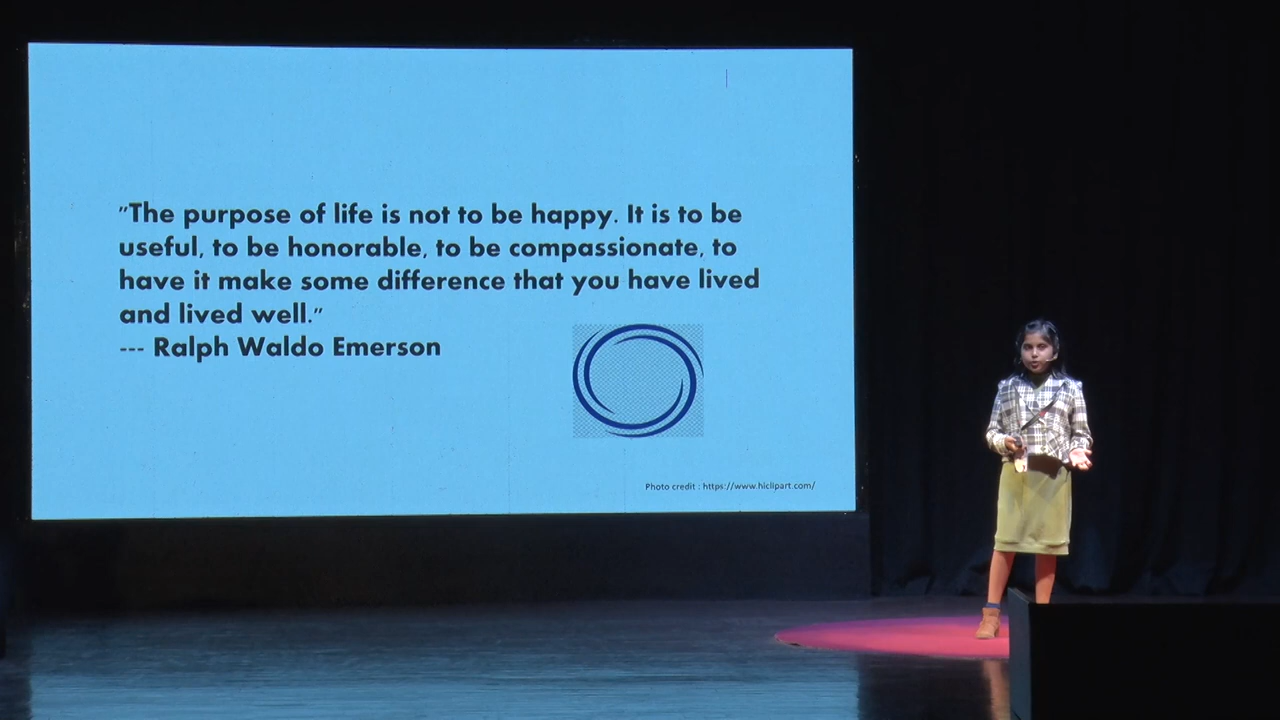 "The purpose of life is not to be happy. It is to be
useful, to be honorable, to be compassionate, to
have it make some difference that you have lived
and lived well."
--- Ralph Waldo Emerson
Photo credit : https://www.hiclipart.com/